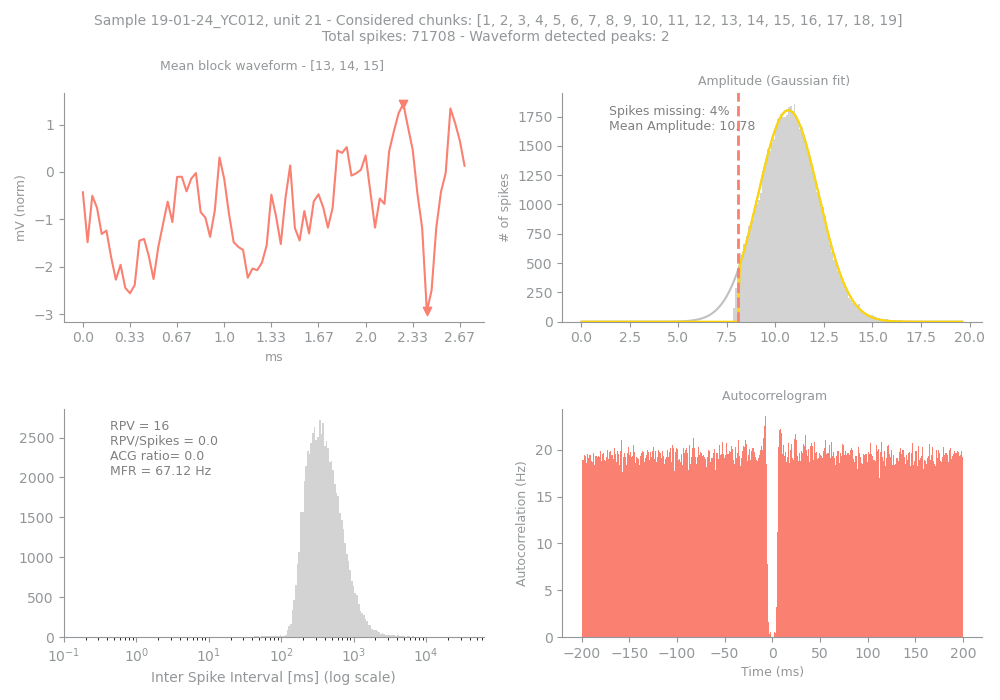 Sample 19-01-24_YC012, unit 21 - Considered chunks: [1, 2, 3, 4, 5, 6, 7, 8, 9, 10, 11, 12, 13, 14, 15, 16, 17, 18, 19]
Total spikes: 71708 - Waveform detected peaks: 2
Mean block waveform - [13, 14, 15]
mV (norm)
1
0
−1
−2
−3
0.0 0.33 0.67 1.0 1.33 1.67 2.0 2.33 2.67
ms
Amplitude (Gaussian fit)
Spikes missing: 4%
Mean Amplitude: 10.78
# of spikes
1750
1500
1250
1000
750
500
250
0
0.0 2.5 5.0 7.5 10.0 12.5 15.0 17.5 20.0
RPV = 16
RPV/Spikes = 0.0
ACG ratio= 0.0
MFR = 67.12 Hz
2500
2000
1500
1000
500
0
10⁻¹ 10⁰ 10¹ 10² 10³ 10⁴
Inter Spike Interval [ms] (log scale)
Autocorrelogram
Autocorrelation (Hz)
20
15
10
5
0
−200 −150 −100 −50 0 50 100 150 200
Time (ms)